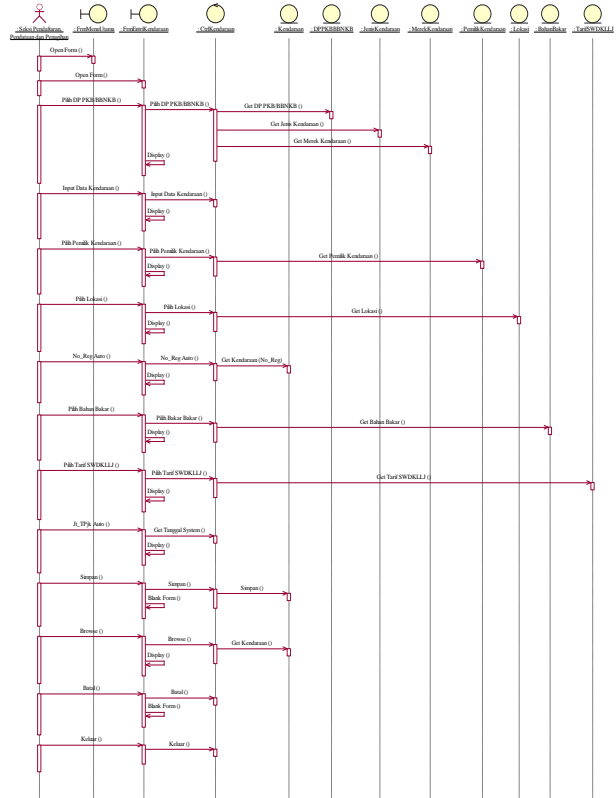 : Seksi Pendaftaran, Pendataan dan Penagihan
: FrmMenuUtama
: FrmEntriKendaraan
: CtrlKendaraan
: Kendaraan
: DPPKBBBNKB
: JenisKendaraan
: MerekKendaraan
: PemilikKendaraan
: Lokasi
: BahanBakar
: TarifSWDKLLJ
Open Form ()
Open Form ()
Pilih DP PKB/BBNKB ()
Pilih DP PKB/BBNKB ()
Get DP PKB/BBNKB ()
Get Jenis Kendaraan ()
Get Merek Kendaraan ()
Display ()
Input Data Kendaraan ()
Input Data Kendaraan ()
Display ()
Pilih Pemilik Kendaraan ()
Pilih Pemilik Kendaraan ()
Get Pemilik Kendaraan ()
Display ()
Pilih Lokasi ()
Pilih Lokasi ()
Get Lokasi ()
Display ()
No_Reg Auto ()
No_Reg Auto ()
Get Kendaraan (No_Reg)
Display ()
Pilih Bahan Bakar ()
Pilih Bakar Bakar ()
Get Bahan Bakar ()
Display ()
Pilih Tarif SWDKLLJ ()
Pilih Tarif SWDKLLJ ()
Get Tarif SWDKLLJ ()
Display ()
Jt_TPjk Auto ()
Get Tanggal System ()
Display ()
Simpan ()
Simpan ()
Simpan ()
Blank Form ()
Browse ()
Browse ()
Get Kendaraan ()
Display ()
Batal ()
Batal ()
Blank Form ()
Keluar ()
Keluar ()